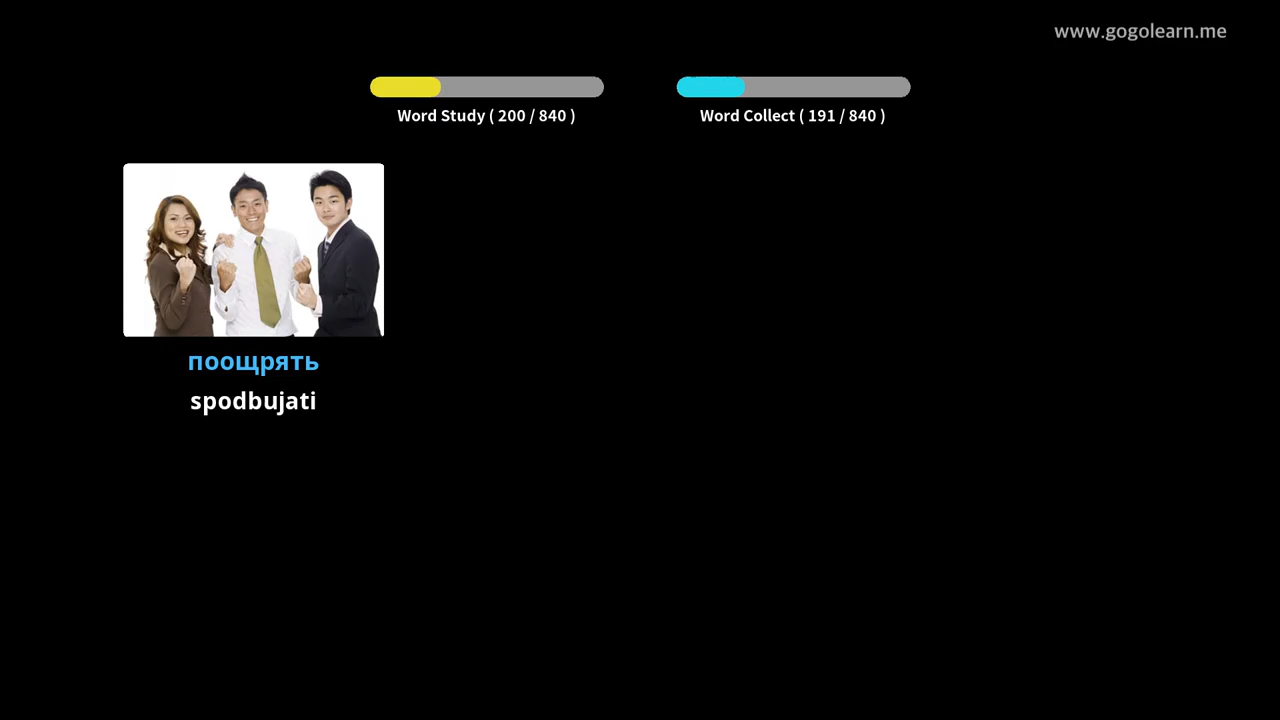 www.gogolearn.me
Word Study ( 200 / 840 )
Word Collect ( 191 / 840 )
поощрять
spodbujati